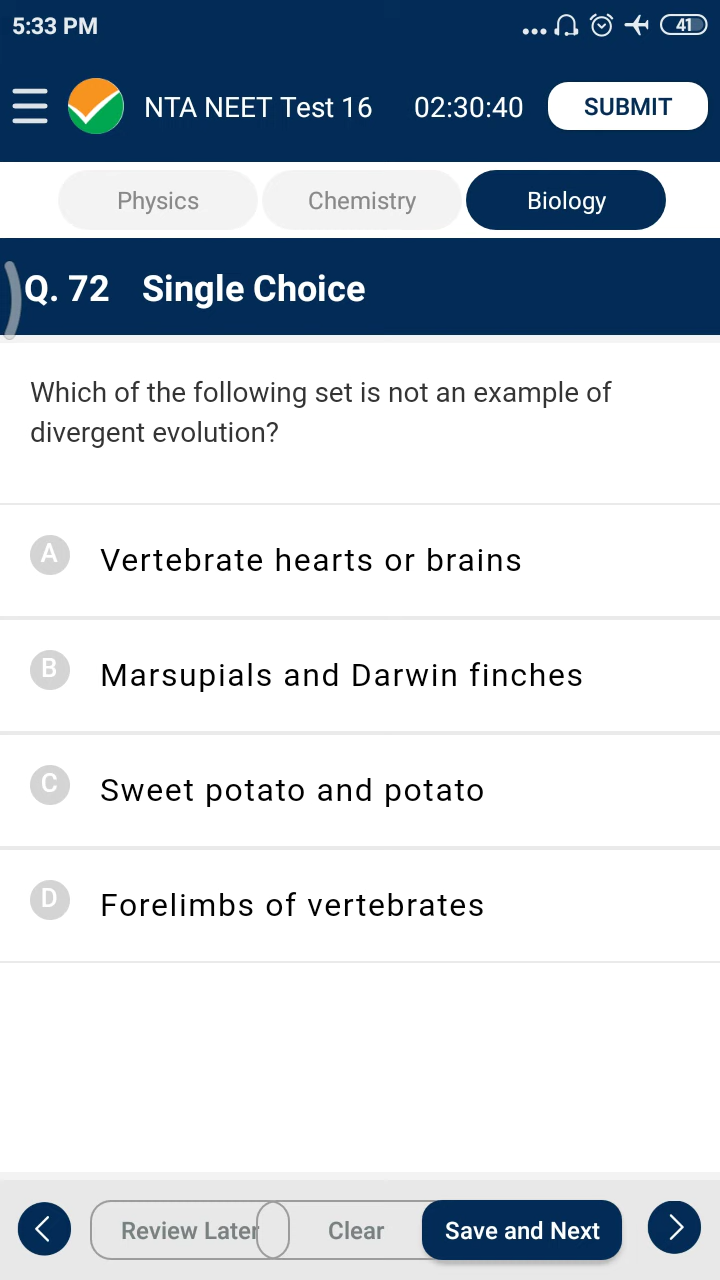 5:33 PM
41
NTA NEET Test 16 02:30:40 SUBMIT
Physics Chemistry Biology
Q. 72 Single Choice
Which of the following set is not an example of
divergent evolution?
A Vertebrate hearts or brains
B Marsupials and Darwin finches
C Sweet potato and potato
D Forelimbs of vertebrates
Review Later Clear Save and Next